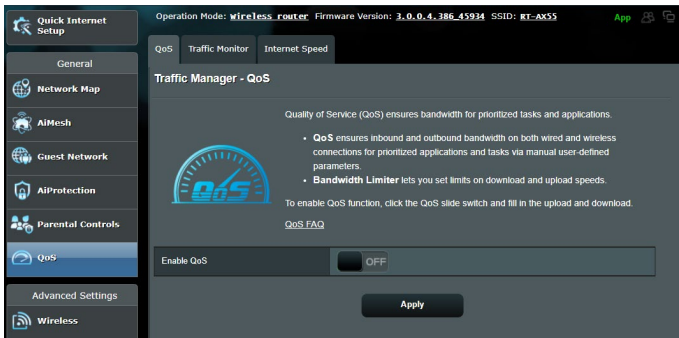 Quick Internet
Setup
Operation Mode: Wireless router Firmware Version: 3.0.0.4.386_45934 SSID: RT-AX55
App
QoS Traffic Monitor Internet Speed
General
Network Map
AiMesh
Guest Network
AiProtection
Parental Controls
QoS
Advanced Settings
Wireless
Traffic Manager - QoS
Quality of Service (QoS) ensures bandwidth for prioritized tasks and applications.
• QoS ensures inbound and outbound bandwidth on both wired and wireless
connections for prioritized applications and tasks via manual user-defined
parameters.
• Bandwidth Limiter lets you set limits on download and upload speeds.
QoS
To enable QoS function, click the QoS slide switch and fill in the upload and download.
QoS FAQ
Enable QoS OFF
Apply